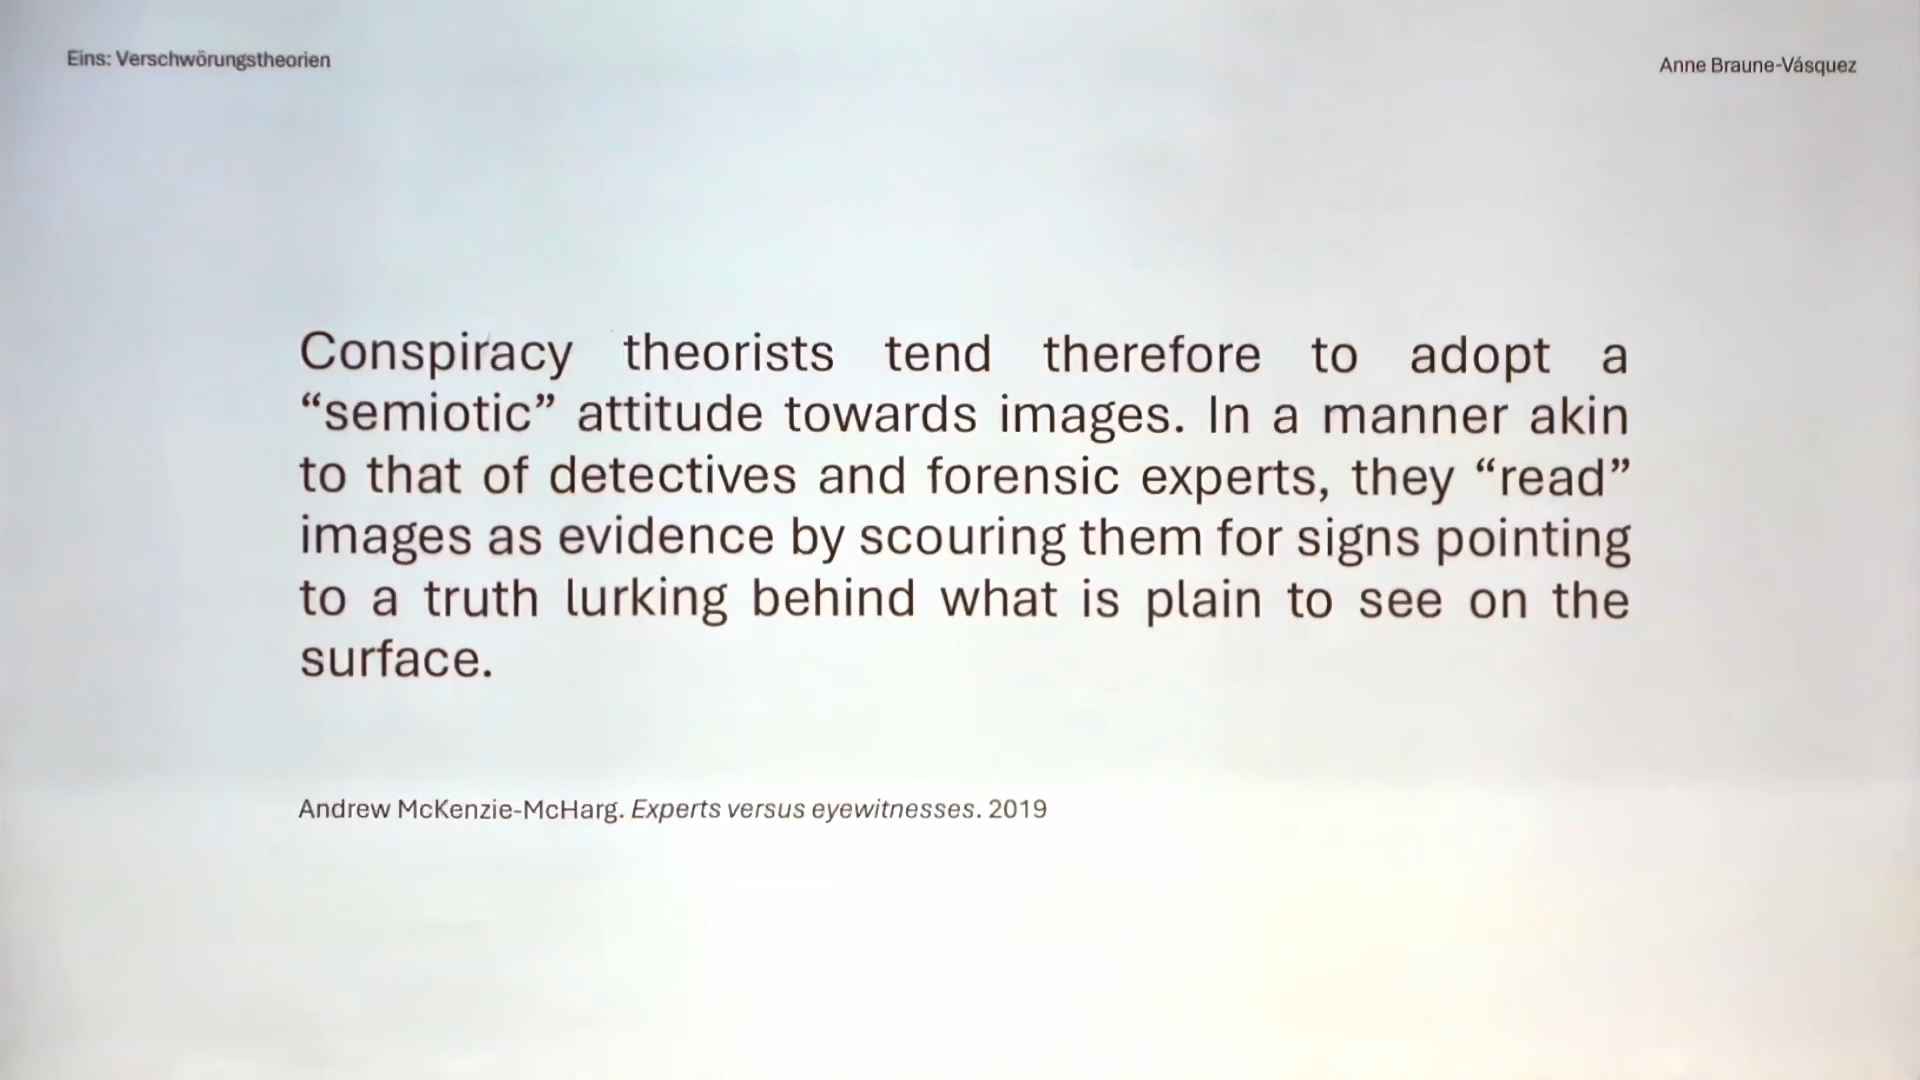 Eins: Verschwörungstheorien
Anne Braune-Vásquez
Conspiracy theorists tend therefore to adopt a
“semiotic” attitude towards images. In a manner akin
to that of detectives and forensic experts, they “read”
images as evidence by scouring them for signs pointing
to a truth lurking behind what is plain to see on the
surface.
Andrew McKenzie-McHarg. Experts versus eyewitnesses. 2019